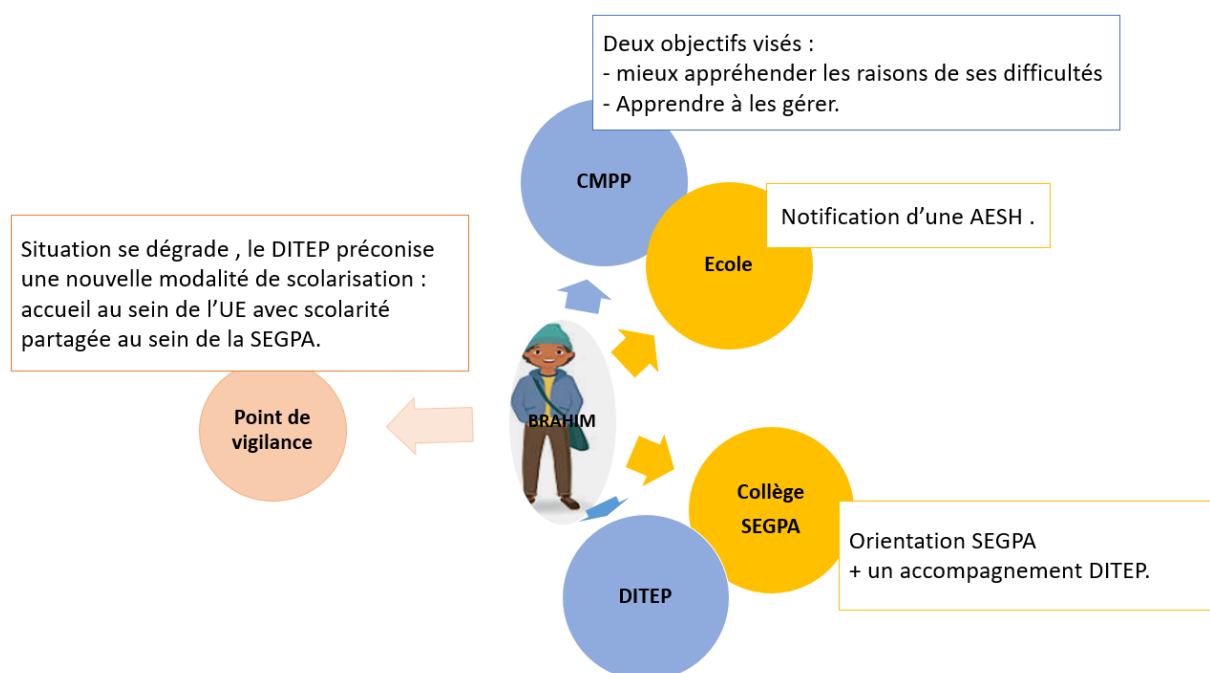 Deux objectifs visés :
- mieux appréhender les raisons de ses difficultés
- Apprendre à les gérer.
CMPP
Notification d’une AESH .
Ecole
Situation se dégrade , le DITEP préconise
une nouvelle modalité de scolarisation :
accueil au sein de l’UE avec scolarité
partagée au sein de la SEGPA.
Point de
vigilance
BRAHIM
Collège
SEGPA
Orientation SEGPA
+ un accompagnement DITEP.
DITEP